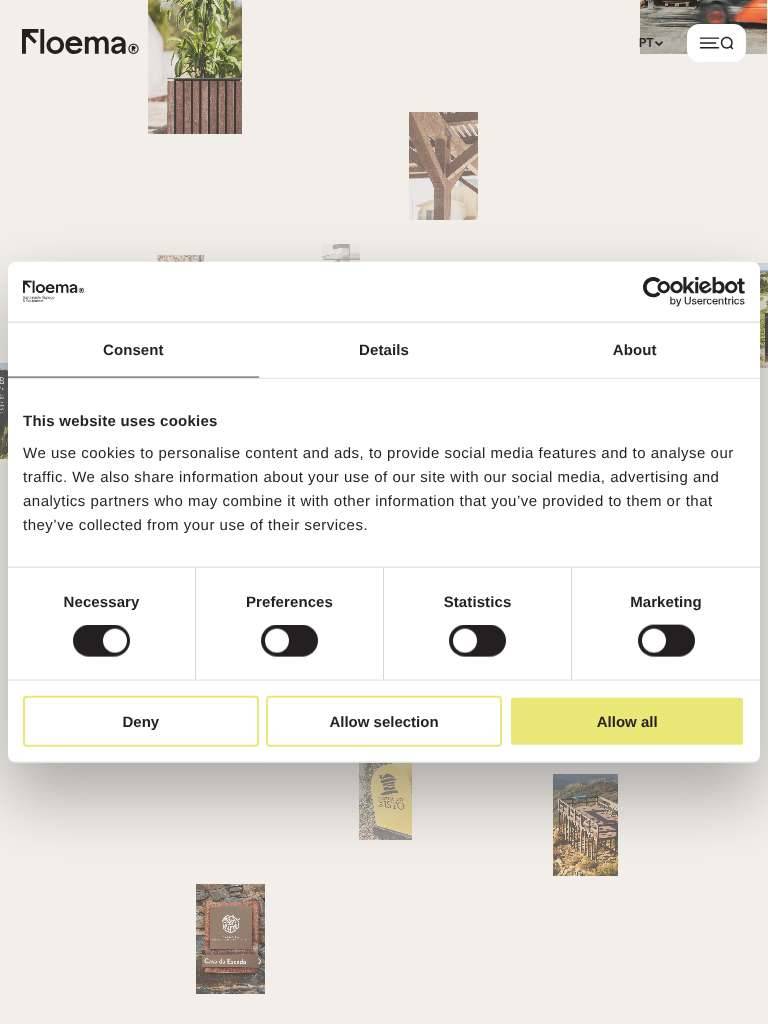 Floema®
PT
Floema®
Cookiebot
by Usercentrics
Consent
Details
About
This website uses cookies
We use cookies to personalise content and ads, to provide social media features and to analyse our
traffic. We also share information about your use of our site with our social media, advertising and
analytics partners who may combine it with other information that you’ve provided to them or that
they’ve collected from your use of their services.
Necessary
Preferences
Statistics
Marketing
Deny
Allow selection
Allow all
Casa da Escada